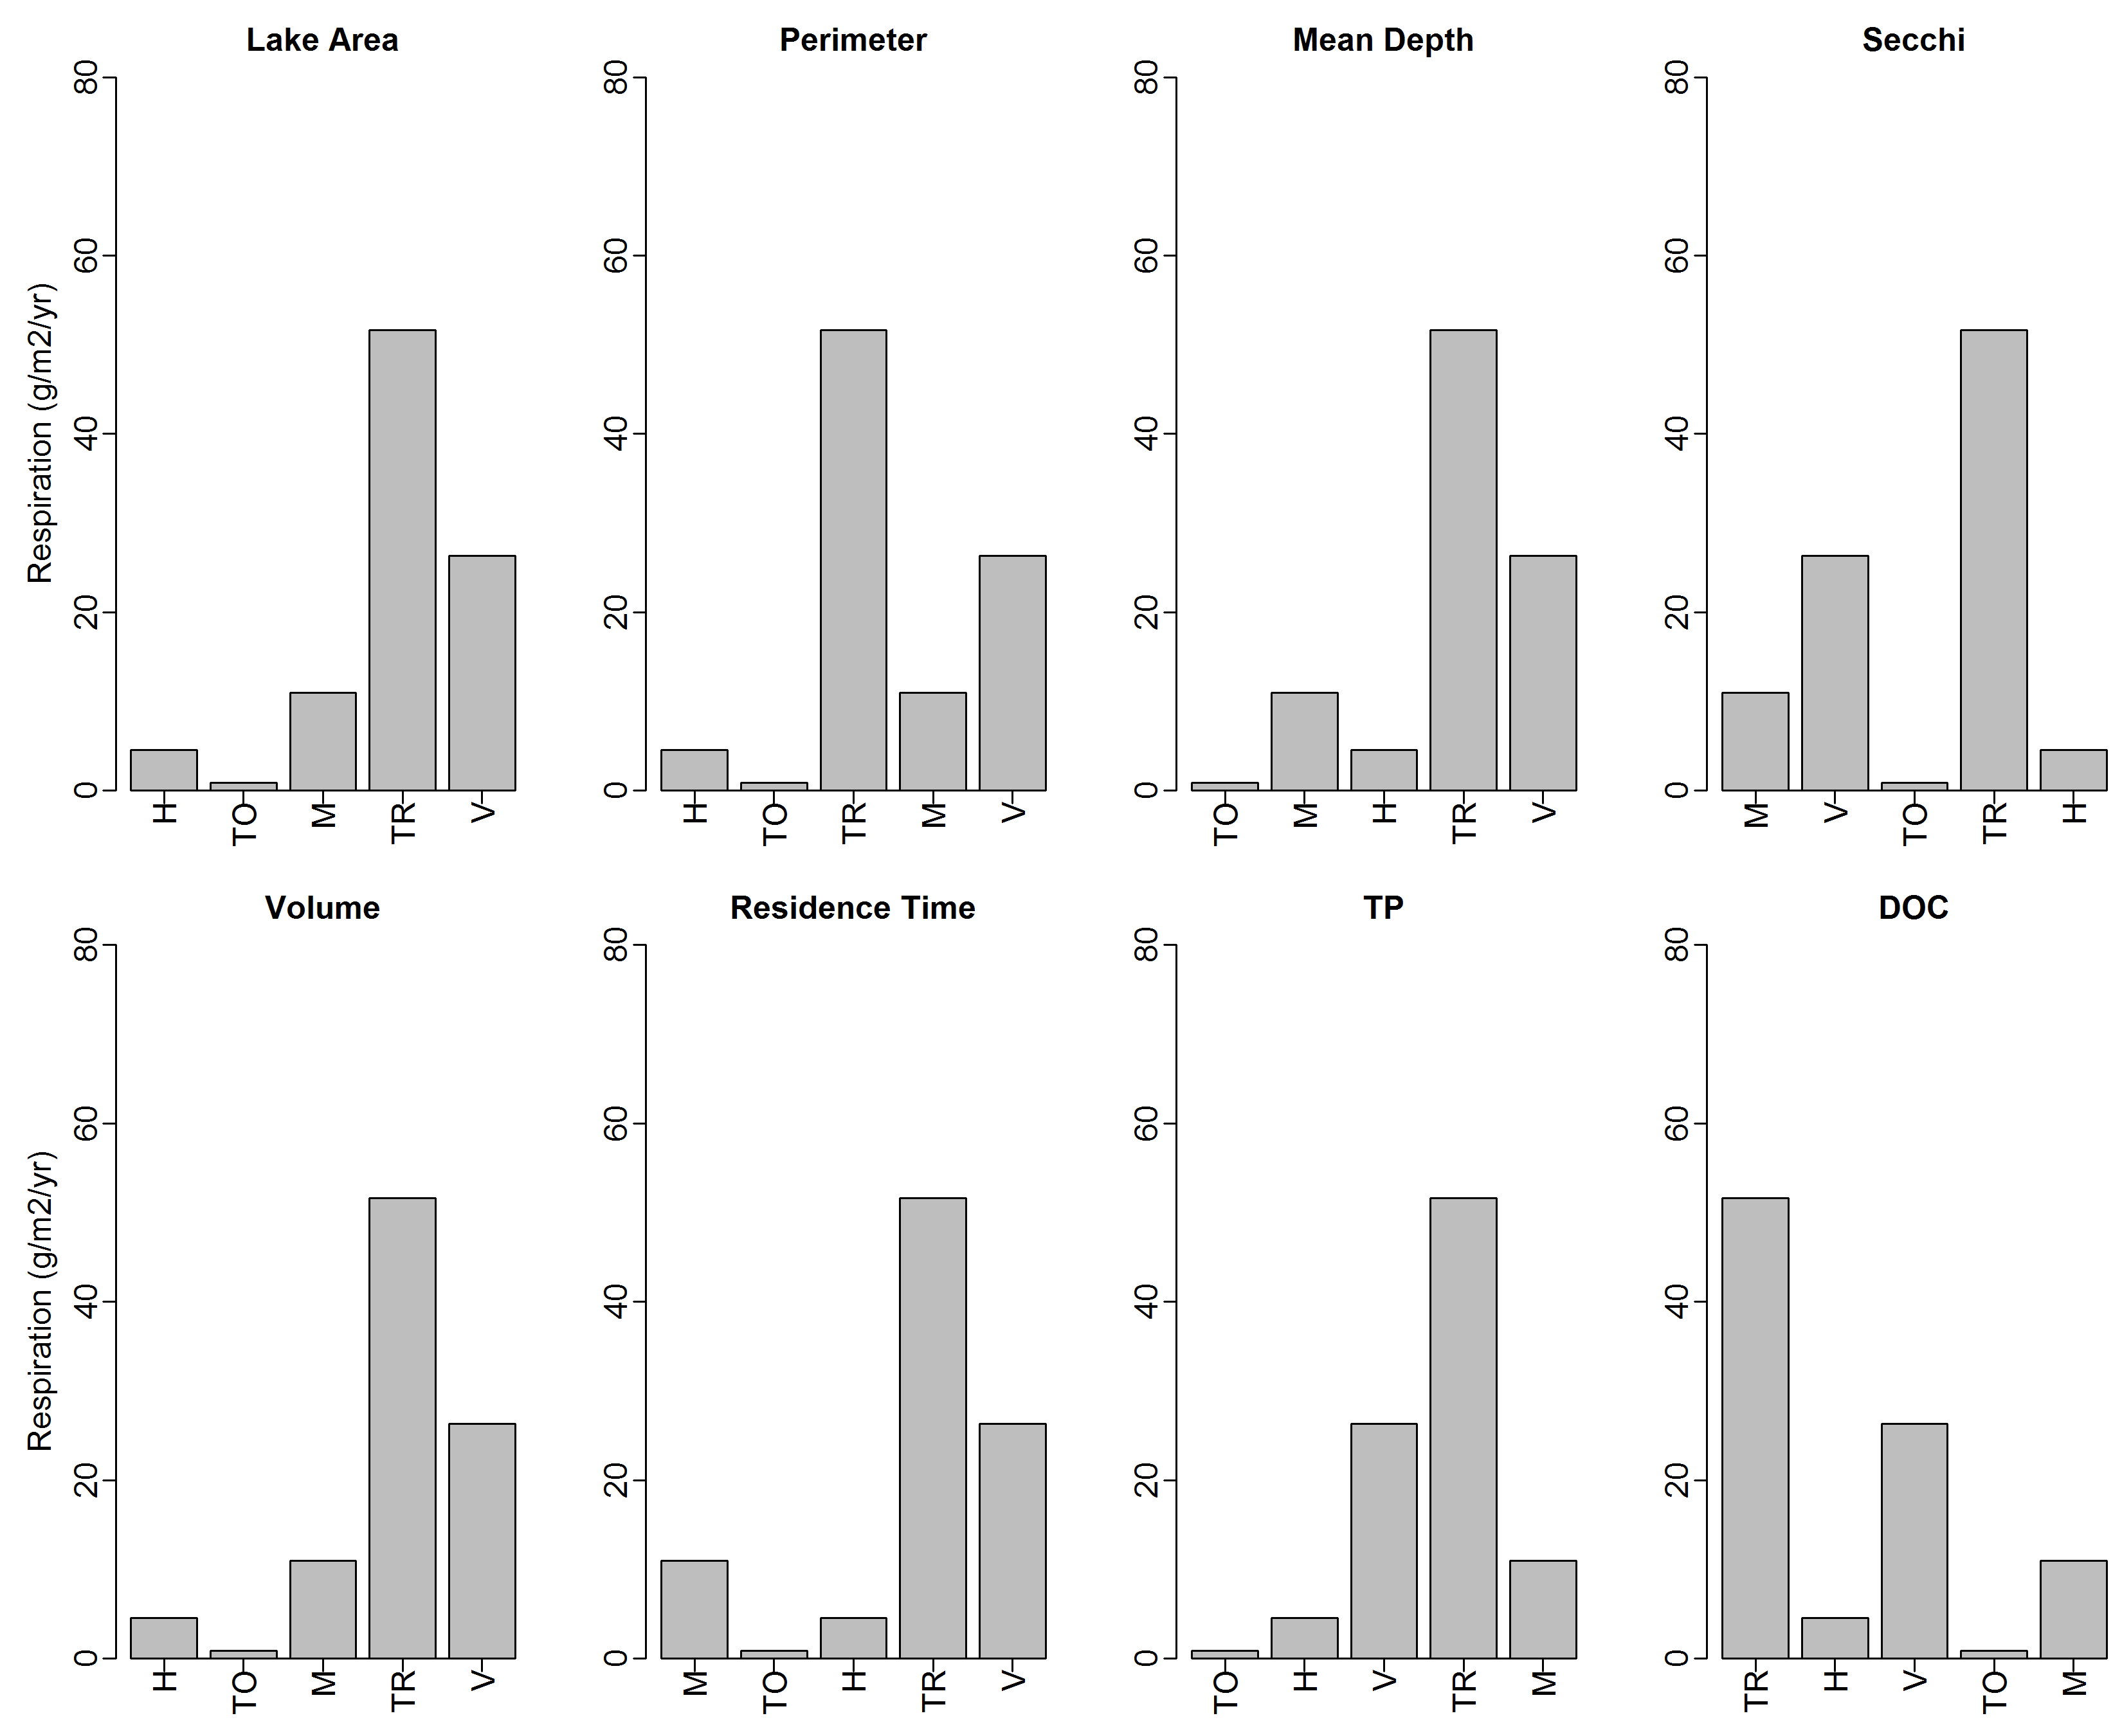 Lake Area
Perimeter
Mean Depth
Secchi
Respiration (g/m2/yr)
0 20 40 60 80
H TO M TR V
0 20 40 60 80
H TO TR M V
0 20 40 60 80
TO M H TR V
0 20 40 60 80
M V TO TR H
Volume
Residence Time
TP
DOC
Respiration (g/m2/yr)
0 20 40 60 80
H TO M TR V
0 20 40 60 80
M TO H TR V
0 20 40 60 80
TO H V TR M
0 20 40 60 80
TR H V TO M